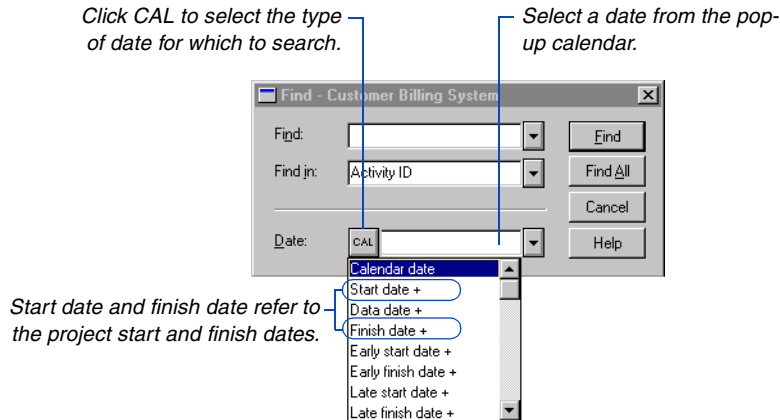 Click CAL to select the type
of date for which to search.
Select a date from the pop-
up calendar.
Find - Customer Billing System
Find:
Find
Find in:
Activity ID
Find All
Cancel
Date:
CAL
Help
Calendar date
Start date +
Data date +
Finish date +
Early start date +
Early finish date +
Late start date +
Late finish date +
Start date and finish date refer to
the project start and finish dates.